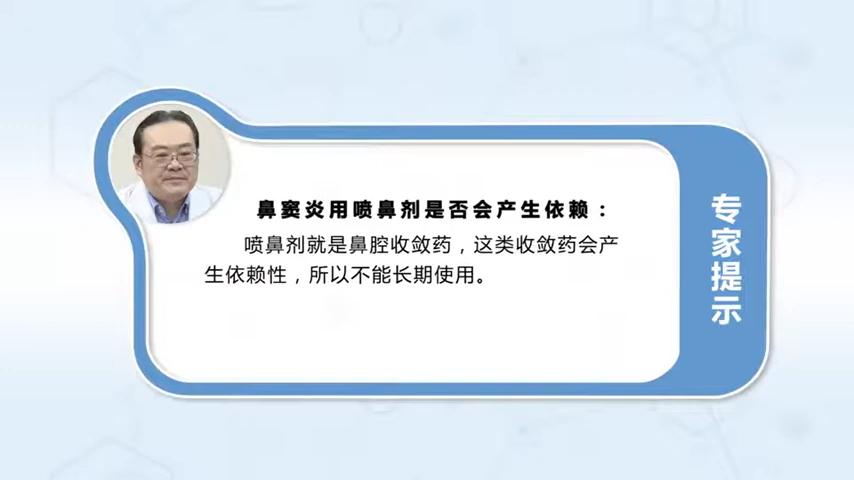 鼻窦炎用喷鼻剂是否会产生依赖：
喷鼻剂就是鼻腔收敛药，这类收敛药会产
生依赖性，所以不能长期使用。
专家提示